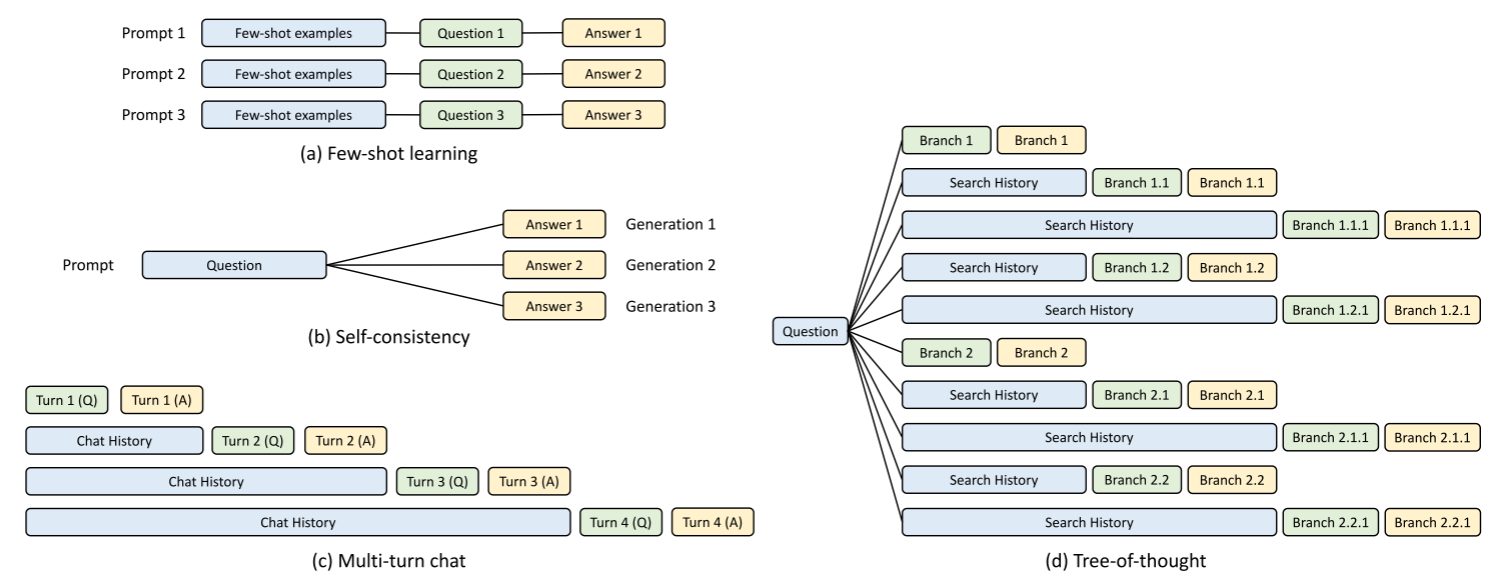 Prompt 1 Few-shot examples Question 1 Answer 1
Prompt 2 Few-shot examples Question 2 Answer 2
Prompt 3 Few-shot examples Question 3 Answer 3
(a) Few-shot learning
Answer 1 Generation 1
Prompt Question Answer 2 Generation 2
Answer 3 Generation 3
(b) Self-consistency
Turn 1 (Q) Turn 1 (A)
Chat History Turn 2 (Q) Turn 2 (A)
Chat History Turn 3 (Q) Turn 3 (A)
Chat History Turn 4 (Q) Turn 4 (A)
(c) Multi-turn chat
Question
Branch 1 Branch 1
Search History Branch 1.1 Branch 1.1
Search History Branch 1.1.1 Branch 1.1.1
Search History Branch 1.2 Branch 1.2
Search History Branch 1.2.1 Branch 1.2.1
Branch 2 Branch 2
Search History Branch 2.1 Branch 2.1
Search History Branch 2.1.1 Branch 2.1.1
Search History Branch 2.2 Branch 2.2
Search History Branch 2.2.1 Branch 2.2.1
(d) Tree-of-thought